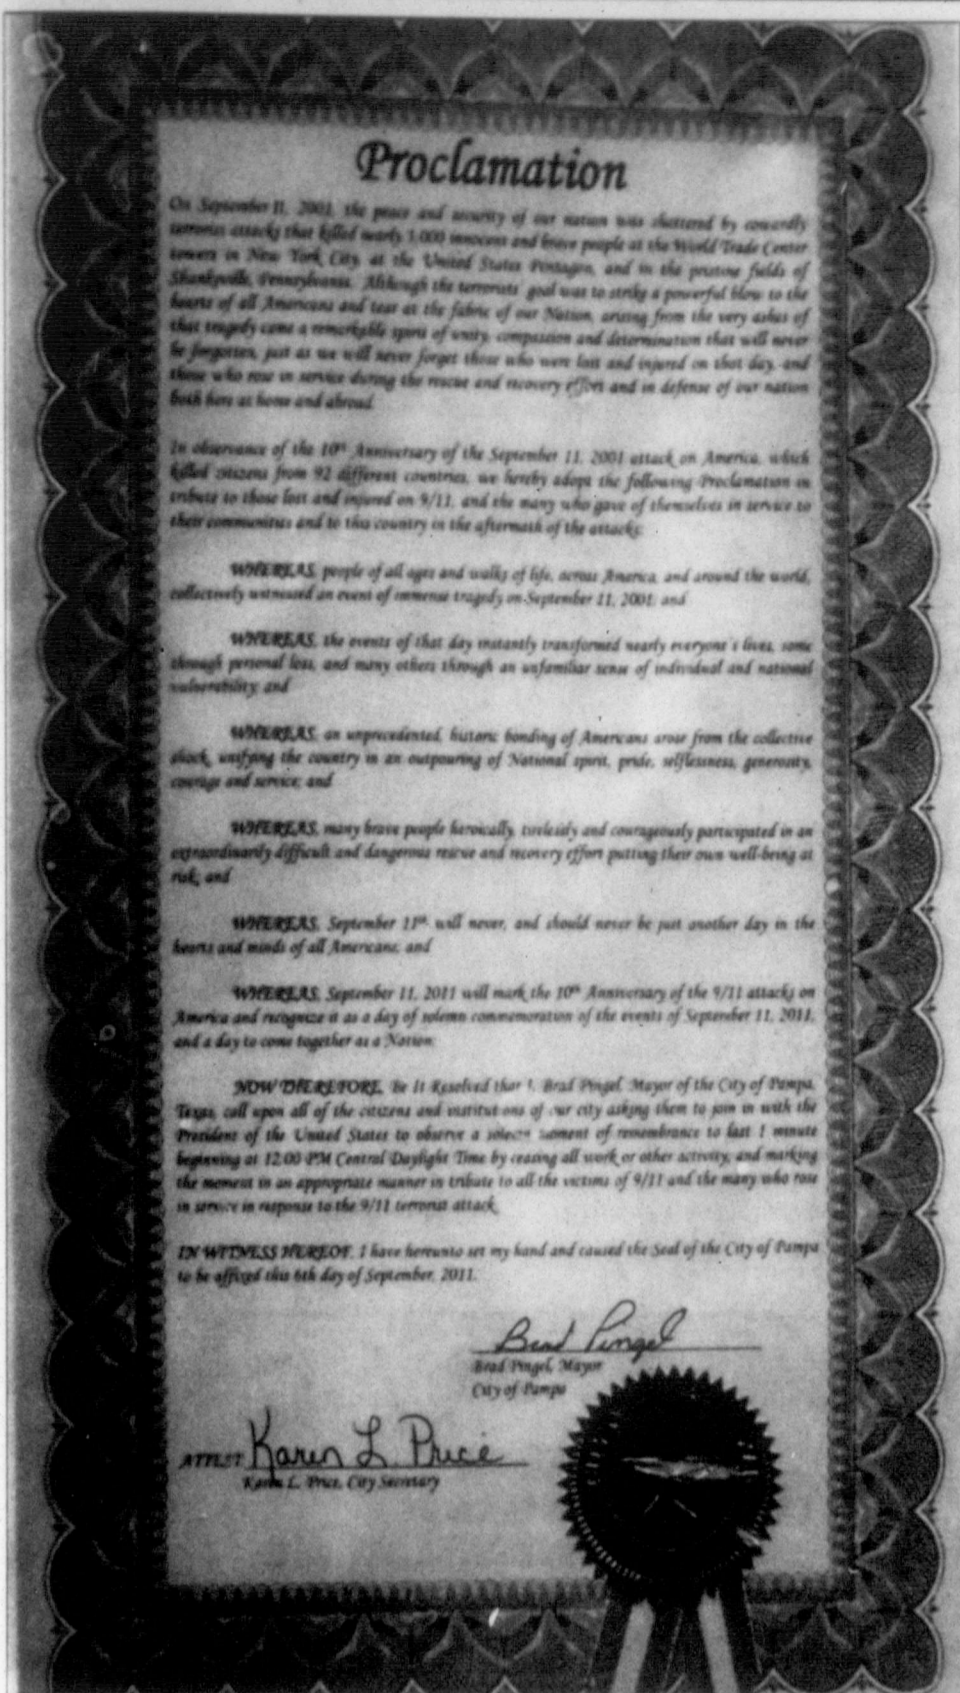 Proclamation
On September 11, 2001, the peace and security of our nation was shattered by cowardly
terrorist attacks that killed nearly 3,000 innocent and brave people at the World Trade Center
towers in New York City, at the United States Pentagon, and in the pristine fields of
Shanksville, Pennsylvania. Although the terrorists' goal was to strike a powerful blow to the
hearts of all Americans and tear at the fabric of our Nation, arising from the very ashes of
that tragedy came a remarkable spirit of unity, compassion and determination that will never
be forgotten, just as we will never forget those who were lost and injured on that day, and
those who rose in service during the rescue and recovery effort and in defense of our nation
both here at home and abroad.
In observance of the 10th Anniversary of the September 11, 2001 attack on America, which
killed citizens from 92 different countries, we hereby adopt the following Proclamation in
tribute to those lost and injured on 9/11, and the many who gave of themselves in service to
their communities and to this country in the aftermath of the attacks:
WHEREAS, people of all ages and walks of life, across America, and around the world,
collectively witnessed an event of immense tragedy on September 11, 2001; and
WHEREAS, the events of that day instantly transformed nearly everyone's lives, some
through personal loss, and many others through an unfamiliar sense of individual and national
vulnerability; and
WHEREAS, an unprecedented, historic bonding of Americans arose from the collective
shock, unifying the country in an outpouring of National spirit, pride, selflessness, generosity,
courage and service; and
WHEREAS, many brave people heroically, tirelessly and courageously participated in an
extraordinarily difficult and dangerous rescue and recovery effort putting their own well-being at
risk; and
WHEREAS, September 11th will never, and should never be just another day in the
hearts and minds of all Americans; and
WHEREAS, September 11, 2011 will mark the 10th Anniversary of the 9/11 attacks on
America and recognize it as a day of solemn commemoration of the events of September 11, 2011,
and a day to come together as a Nation.
NOW THEREFORE, Be It Resolved that I, Brad Pingel, Mayor of the City of Pampa,
Texas, call upon all of the citizens and institutions of our city asking them to join in with the
President of the United States to observe a solemn moment of remembrance to last 1 minute
beginning at 12:00 PM Central Daylight Time by ceasing all work or other activity, and marking
the moment in an appropriate manner in tribute to all the victims of 9/11 and the many who rose
in service in response to the 9/11 terrorist attack.
IN WITNESS HEREOF, I have hereunto set my hand and caused the Seal of the City of Pampa
to be affixed this 6th day of September, 2011.
Brad Pingel
Brad Pingel, Mayor
City of Pampa
ATTEST: Karen L. Price
Karen L. Price, City Secretary